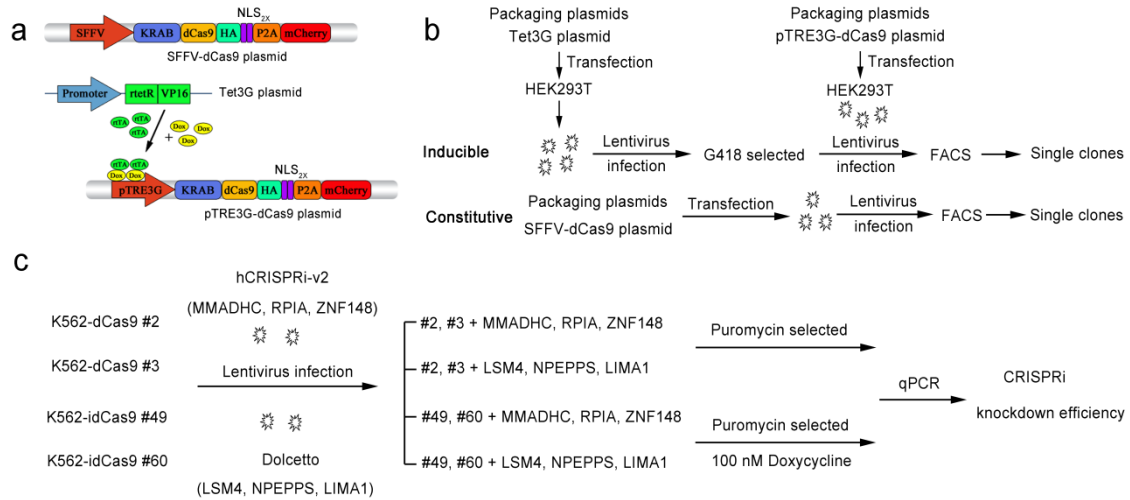 a
NLS2X
SFFV KRAB dCas9 HA P2A mCherry
SFFV-dCas9 plasmid
Promoter rtetR VP16 Tet3G plasmid
rtTA rtTA rtTA + Dox Dox Dox
rtTA rtTA
Dox Dox
NLS2X
pTRE3G KRAB dCas9 HA P2A mCherry
pTRE3G-dCas9 plasmid
b
Packaging plasmids
Tet3G plasmid
Transfection
HEK293T
Packaging plasmids
pTRE3G-dCas9 plasmid
Transfection
HEK293T
Inducible
Lentivirus
infection
G418 selected
Lentivirus
infection
FACS
Single clones
Constitutive
Packaging plasmids
SFFV-dCas9 plasmid
Transfection
Lentivirus
infection
FACS
Single clones
c
K562-dCas9 #2
K562-dCas9 #3
K562-idCas9 #49
K562-idCas9 #60
hCRISPRi-v2
(MMADHC, RPIA, ZNF148)
Lentivirus infection
Dolcetto
(LSM4, NPEPPS, LIMA1)
#2, #3 + MMADHC, RPIA, ZNF148
#2, #3 + LSM4, NPEPPS, LIMA1
#49, #60 + MMADHC, RPIA, ZNF148
#49, #60 + LSM4, NPEPPS, LIMA1
Puromycin selected
Puromycin selected
100 nM Doxycycline
qPCR
CRISPRi
knockdown efficiency